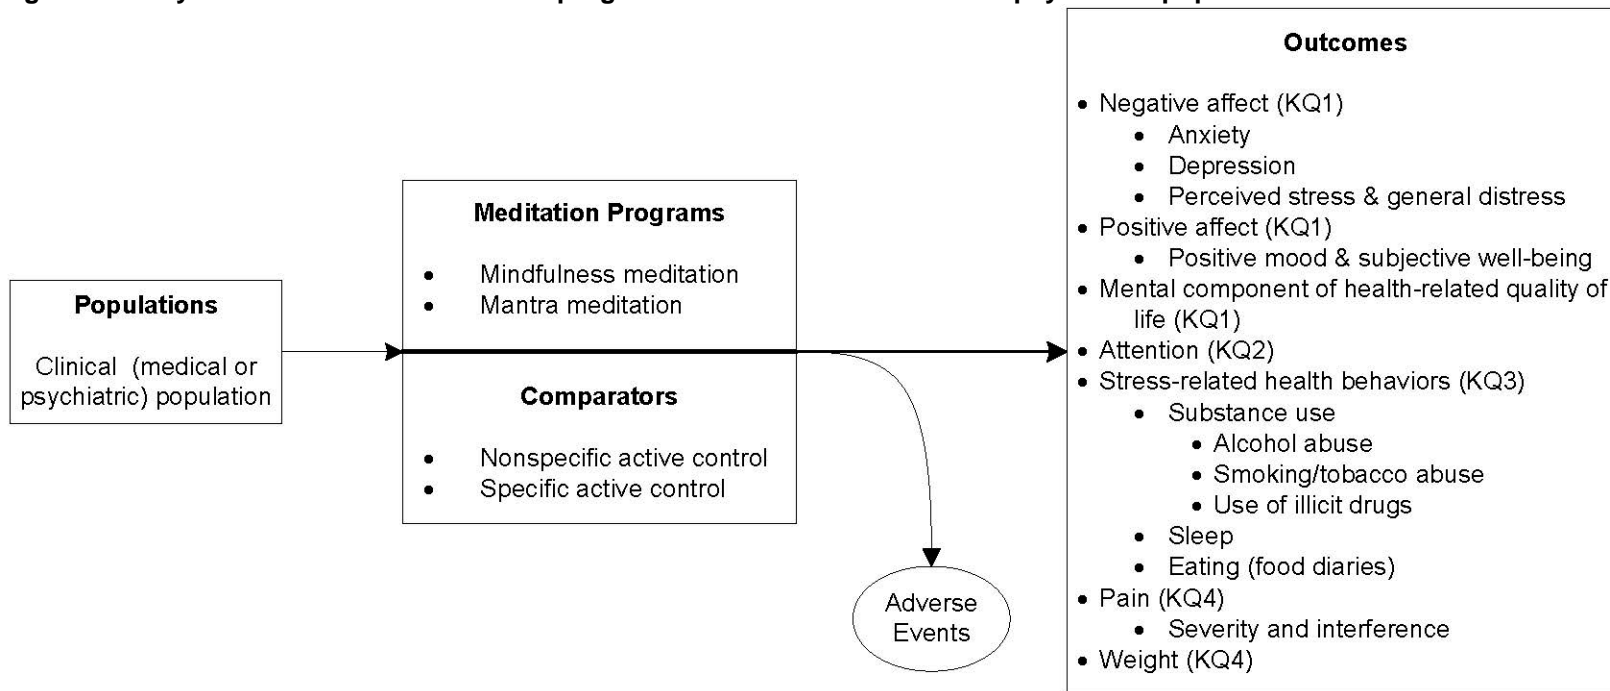 Populations
Clinical (medical or
psychiatric) population
Meditation Programs
• Mindfulness meditation
• Mantra meditation
Comparators
• Nonspecific active control
• Specific active control
Adverse
Events
Outcomes
• Negative affect (KQ1)
• Anxiety
• Depression
• Perceived stress & general distress
• Positive affect (KQ1)
• Positive mood & subjective well-being
• Mental component of health-related quality of
life (KQ1)
• Attention (KQ2)
• Stress-related health behaviors (KQ3)
• Substance use
• Alcohol abuse
• Smoking/tobacco abuse
• Use of illicit drugs
• Sleep
• Eating (food diaries)
• Pain (KQ4)
• Severity and interference
• Weight (KQ4)